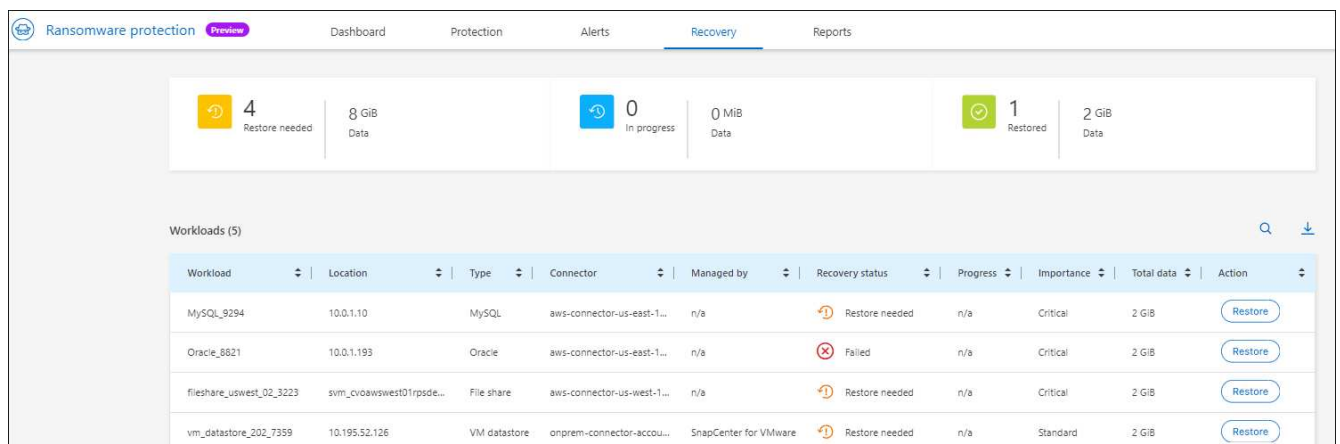 Ransomware protection Preview Dashboard Protection Alerts Recovery Reports
4 Restore needed 8 GiB Data 0 In progress 0 MiB Data 1 Restored 2 GiB Data
Workloads (5)
Workload Location Type Connector Managed by Recovery status Progress Importance Total data Action
MySQL_9294 10.0.1.10 MySQL aws-connector-us-east-1... n/a Restore needed n/a Critical 2 GiB Restore
Oracle_8821 10.0.1.193 Oracle aws-connector-us-east-1... n/a Failed n/a Critical 2 GiB Restore
fileshare_uswest_02_3223 svm_cvoawswest01rpsde... File share aws-connector-us-west-1... n/a Restore needed n/a Critical 2 GiB Restore
vm_datastore_202_7359 10.195.52.126 VM datastore onprem-connector-accou... SnapCenter for VMware Restore needed n/a Standard 2 GiB Restore